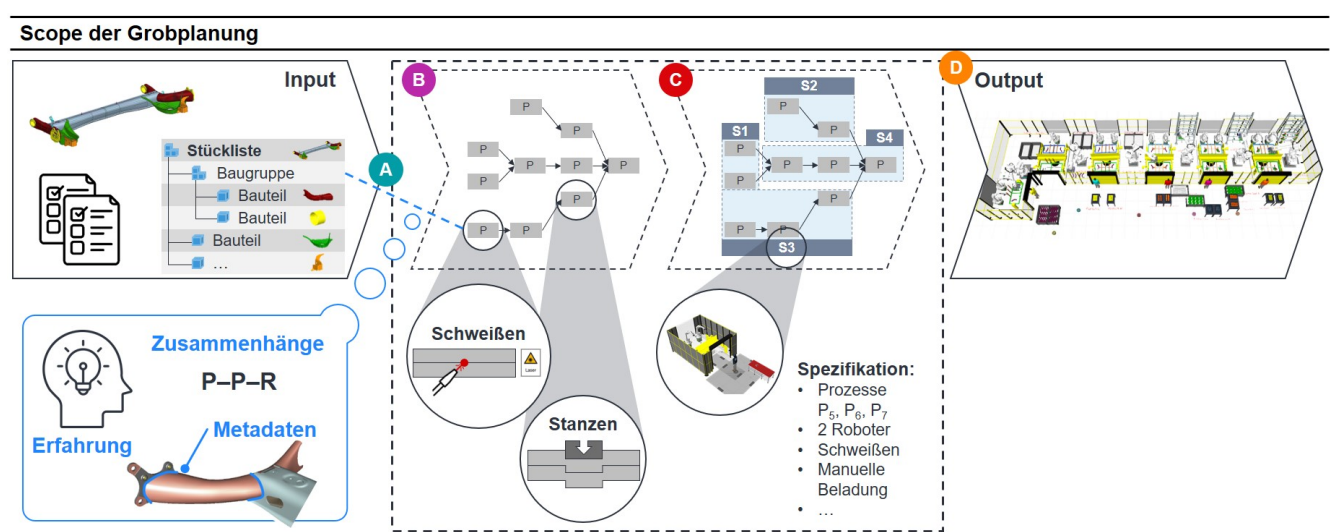 Scope der Grobplanung
Input
Stückliste
Baugruppe
Bauteil
Bauteil
Bauteil
...
A
B
P
P
P
P
P
P
P
P
P
P
P
Schweißen
Laser
Stanzen
C
S2
P
P
S1
S4
P
P
P
P
P
P
P
P
P
S3
Spezifikation:
• Prozesse
P5, P6, P7
• 2 Roboter
• Schweißen
• Manuelle
Beladung
• ...
D
Output
Zusammenhänge
P–P–R
Erfahrung
Metadaten